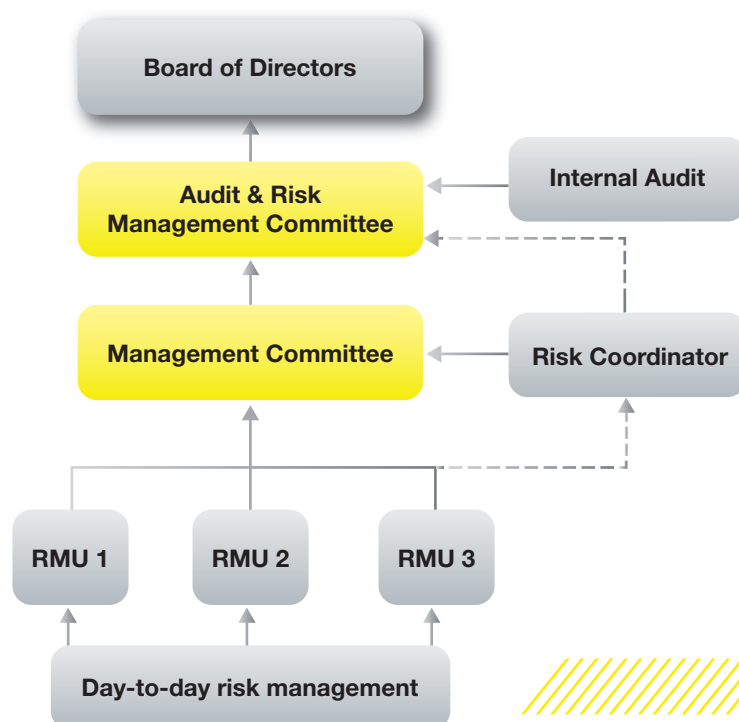 Board of Directors
Audit & Risk
Management Committee
Internal Audit
Management Committee
Risk Coordinator
RMU 1
RMU 2
RMU 3
Day-to-day risk management